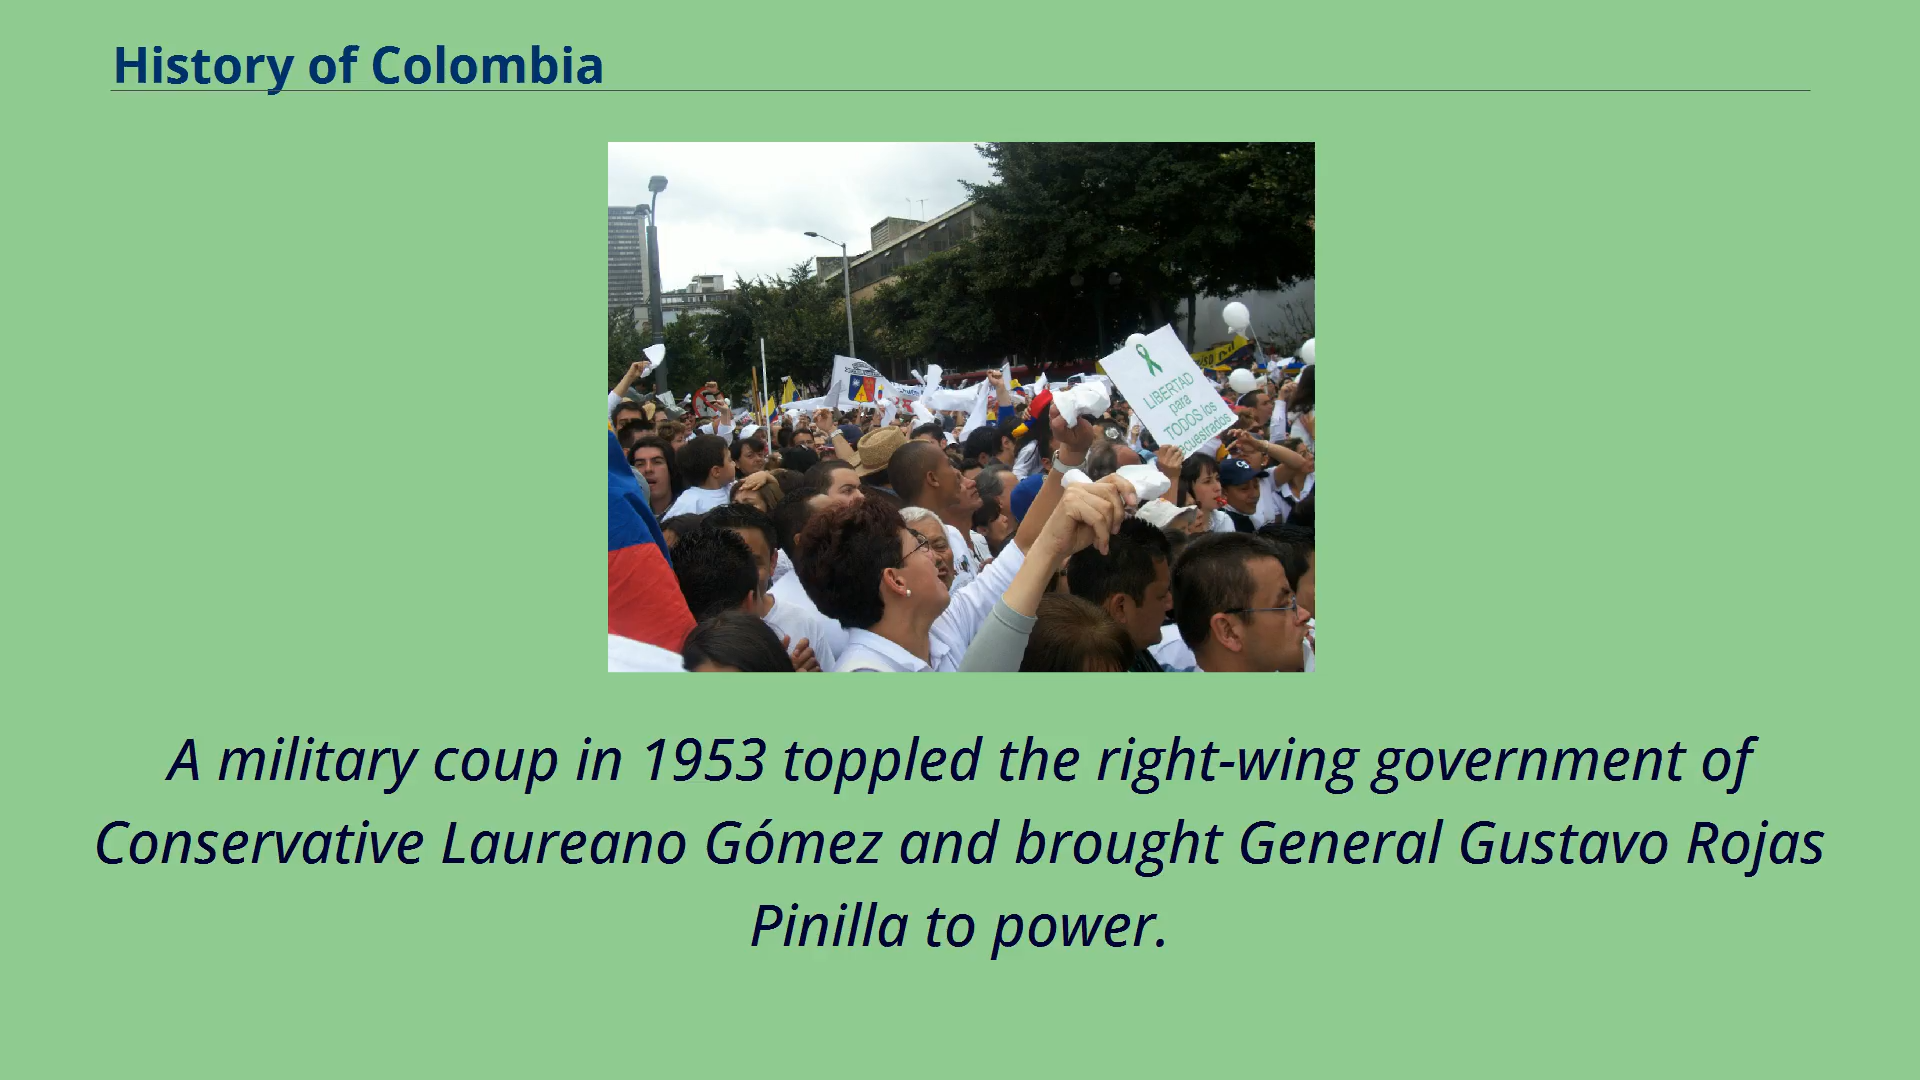 History of Colombia
LIBERTAD
para
TODOS los
A military coup in 1953 toppled the right-wing government of
Conservative Laureano Gómez and brought General Gustavo Rojas
Pinilla to power.